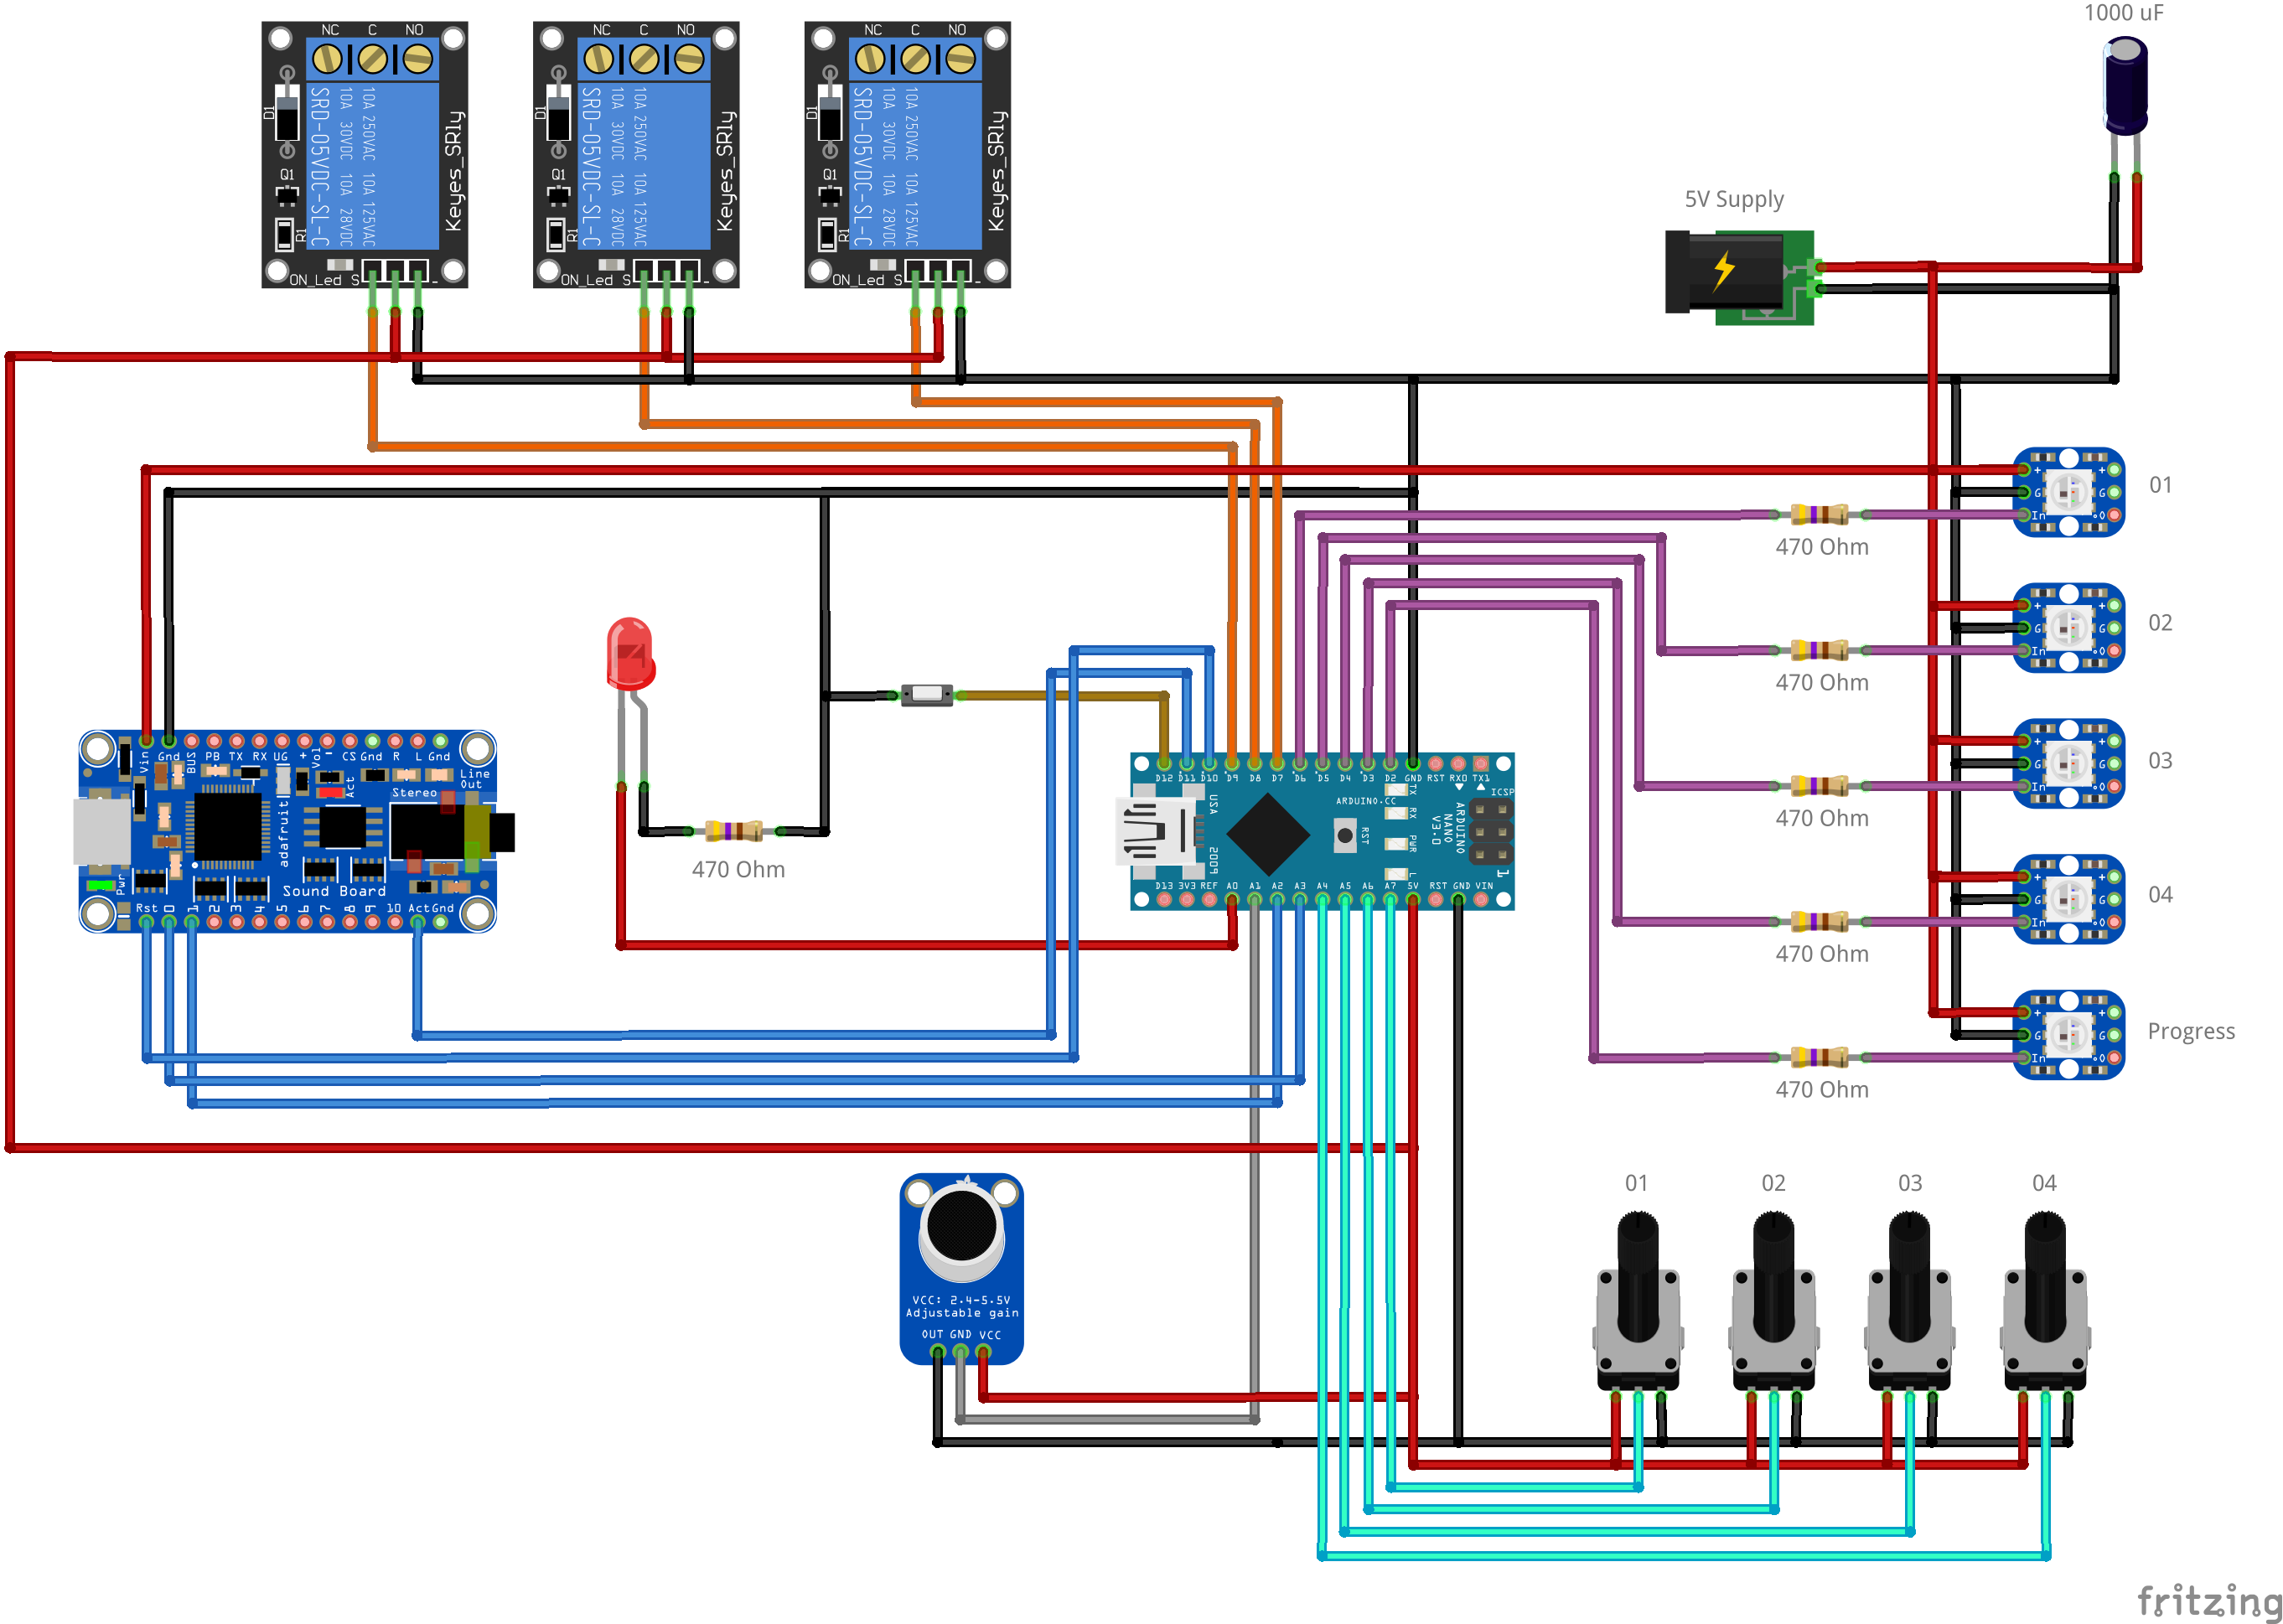 1000 uF
NC C NO
NC C NO
NC C NO
D1
SRD-05VDC-SL-C
10A 30VDC 10A 28VDC
10A 250VAC 10A 125VAC
Keyes_SRly
Q1
R1
ON_Led S -
D1
SRD-05VDC-SL-C
10A 30VDC 10A 28VDC
10A 250VAC 10A 125VAC
Keyes_SRly
Q1
R1
ON_Led S -
D1
SRD-05VDC-SL-C
10A 30VDC 10A 28VDC
10A 250VAC 10A 125VAC
Keyes_SRly
Q1
R1
ON_Led S -
5V Supply
+ +
G G
In o
01
470 Ohm
+ +
G G
In o
02
470 Ohm
+ +
G G
In o
03
470 Ohm
+ +
G G
In o
04
470 Ohm
+ +
G G
In o
Progress
470 Ohm
470 Ohm
Vin Gnd BUS PB TX RX UG + Vol - CS Gnd R L Gnd
Line
Out
Act
Stereo
adafruit
Pwr
Sound Board
Rst 0 1 2 3 4 5 6 7 8 9 10 Act Gnd
D12 D11 D10 D9 D8 D7 D6 D5 D4 D3 D2 GND RST RX0 TX1
USA
2009
ARDUINO.CC
TX
RX
PWR
L
RST
ARDUINO
NANO
V3.0
ICSP
1
D13 3V3 REF A0 A1 A2 A3 A4 A5 A6 A7 5V RST GND VIN
VCC: 2.4-5.5V
Adjustable gain
OUT GND VCC
01 02 03 04
fritzing